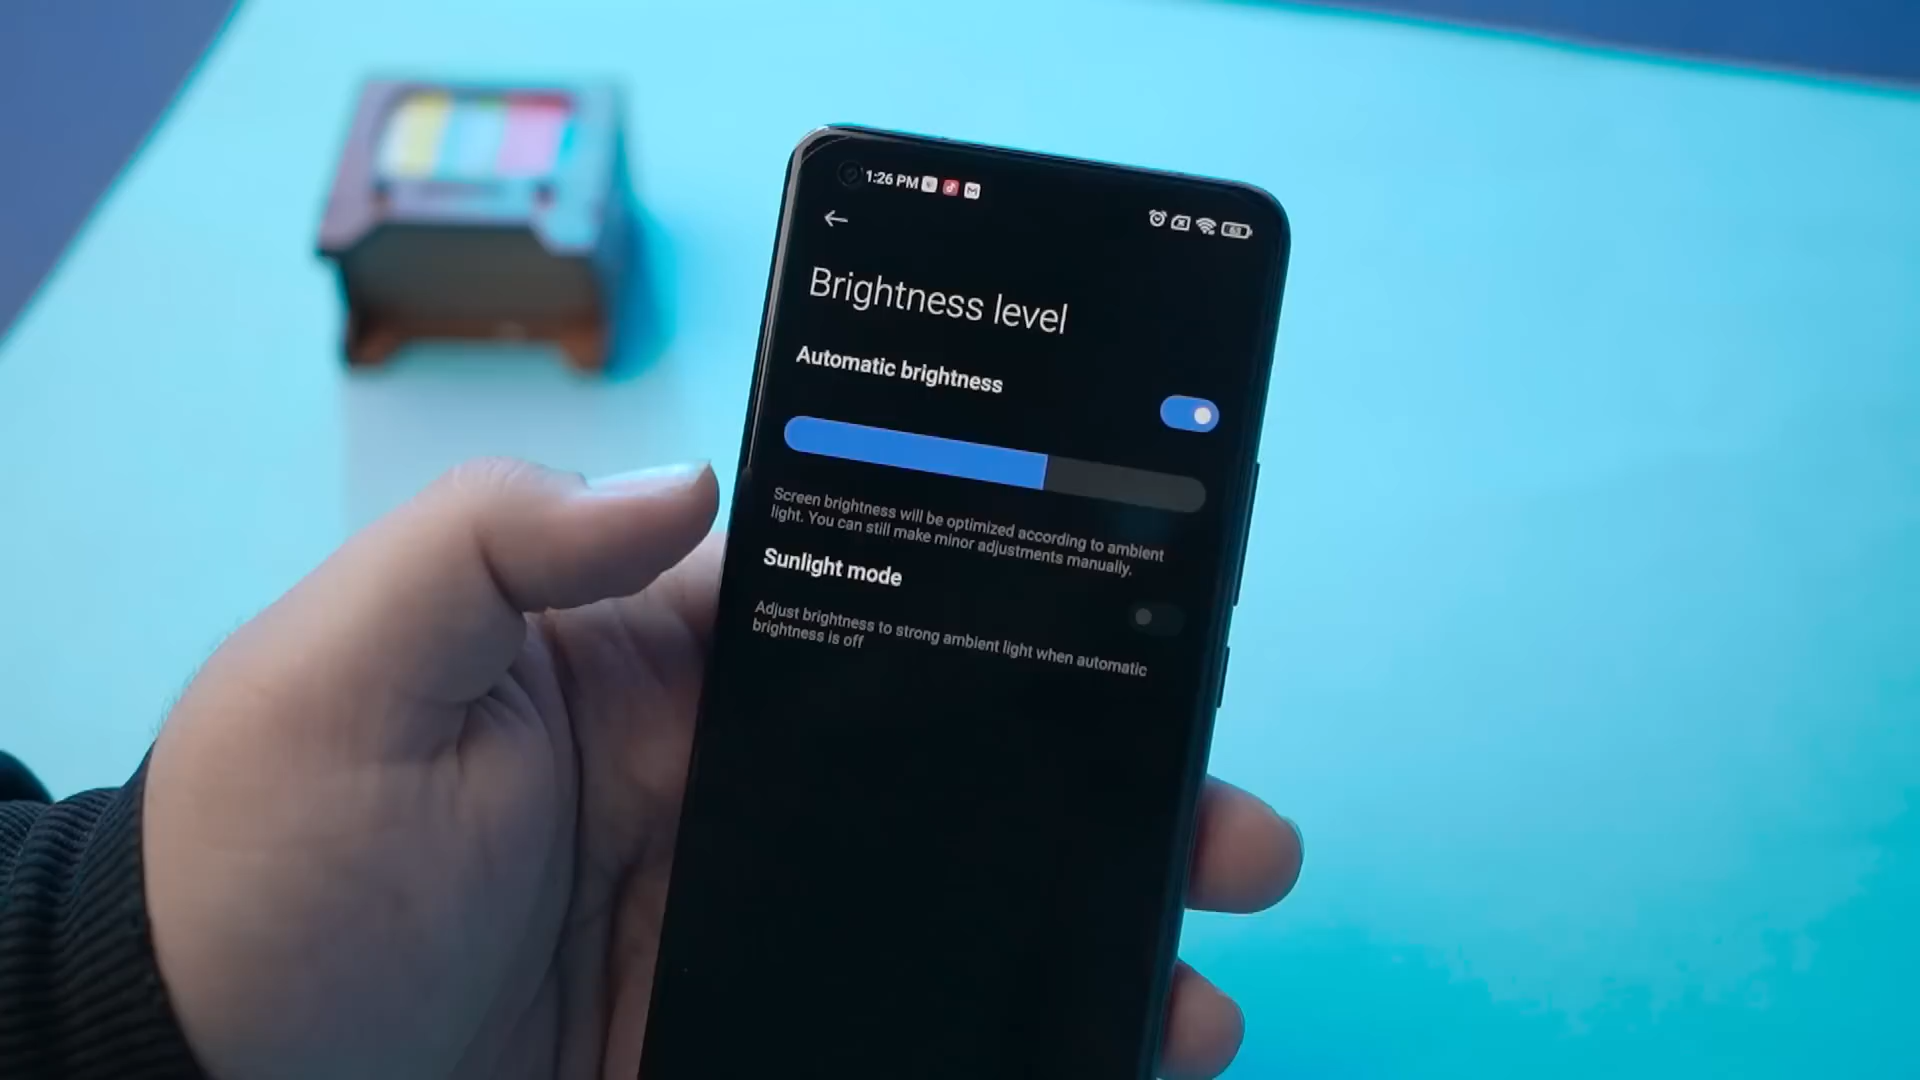 1:26 PM
Brightness level
Automatic brightness
Screen brightness will be optimized according to ambient
light. You can still make minor adjustments manually.
Sunlight mode
Adjust brightness to strong ambient light when automatic
brightness is off